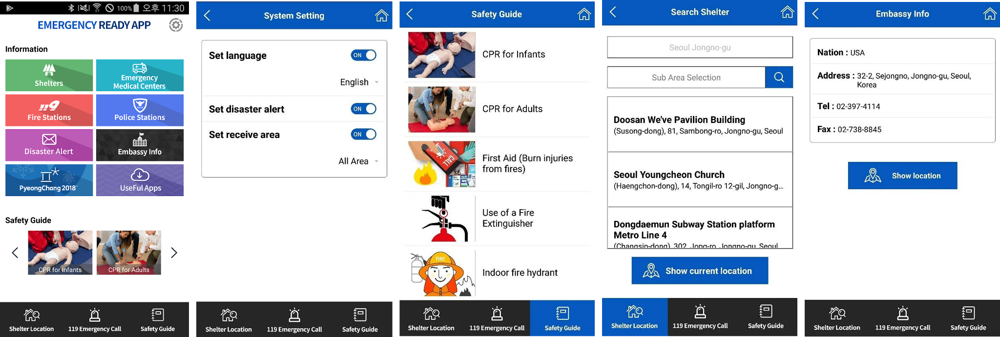 100% 오후 11:30
EMERGENCY READY APP
Information
Shelters
Emergency
Medical Centers
119
Fire Stations
POLICE
Police Stations
Disaster Alert
Embassy Info
PyeongChang 2018
UseFul Apps
Safety Guide
CPR for Infants
CPR for Adults
Shelter Location
119 Emergency Call
Safety Guide
System Setting
Set language
ON
English
Set disaster alert
ON
Set receive area
ON
All Area
Shelter Location
119 Emergency Call
Safety Guide
Safety Guide
CPR for Infants
CPR for Adults
CALL
First Aid (Burn injuries
from fires)
Use of a Fire
Extinguisher
FIRE
Indoor fire hydrant
Shelter Location
119 Emergency Call
Safety Guide
Search Shelter
Seoul Jongno-gu
Sub Area Selection
Doosan We've Pavilion Building
(Susong-dong), 81, Sambong-ro, Jongno-gu, Seoul
Seoul Youngcheon Church
(Haengchon-dong), 14, Tongil-ro 12-gil, Jongno-g...
Dongdaemun Subway Station platform
Metro Line 4
(Changsin-dong), 302, Jong-ro, Jongno-gu, Seoul
Show current location
Shelter Location
119 Emergency Call
Safety Guide
Embassy Info
Nation : USA
Address : 32-2, Sejongno, Jongno-gu, Seoul,
Korea
Tel : 02-397-4114
Fax : 02-738-8845
Show location
Shelter Location
119 Emergency Call
Safety Guide